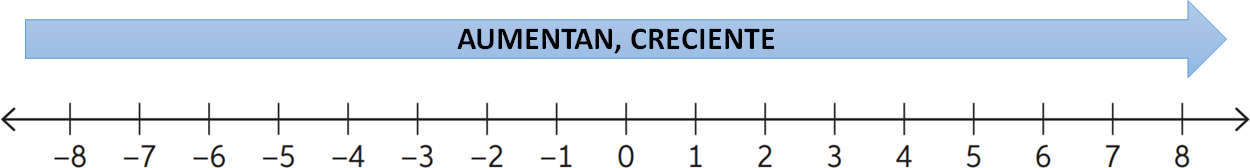 AUMENTAN, CRECIENTE
–8 –7 –6 –5 –4 –3 –2 –1 0 1 2 3 4 5 6 7 8